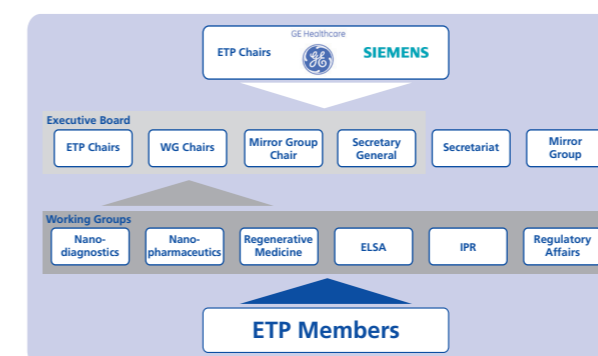 GE Healthcare
ETP Chairs
SIEMENS
Executive Board
ETP Chairs
WG Chairs
Mirror Group
Chair
Secretary
General
Secretariat
Mirror
Group
Working Groups
Nano-
diagnostics
Nano-
pharmaceutics
Regenerative
Medicine
ELSA
IPR
Regulatory
Affairs
ETP Members